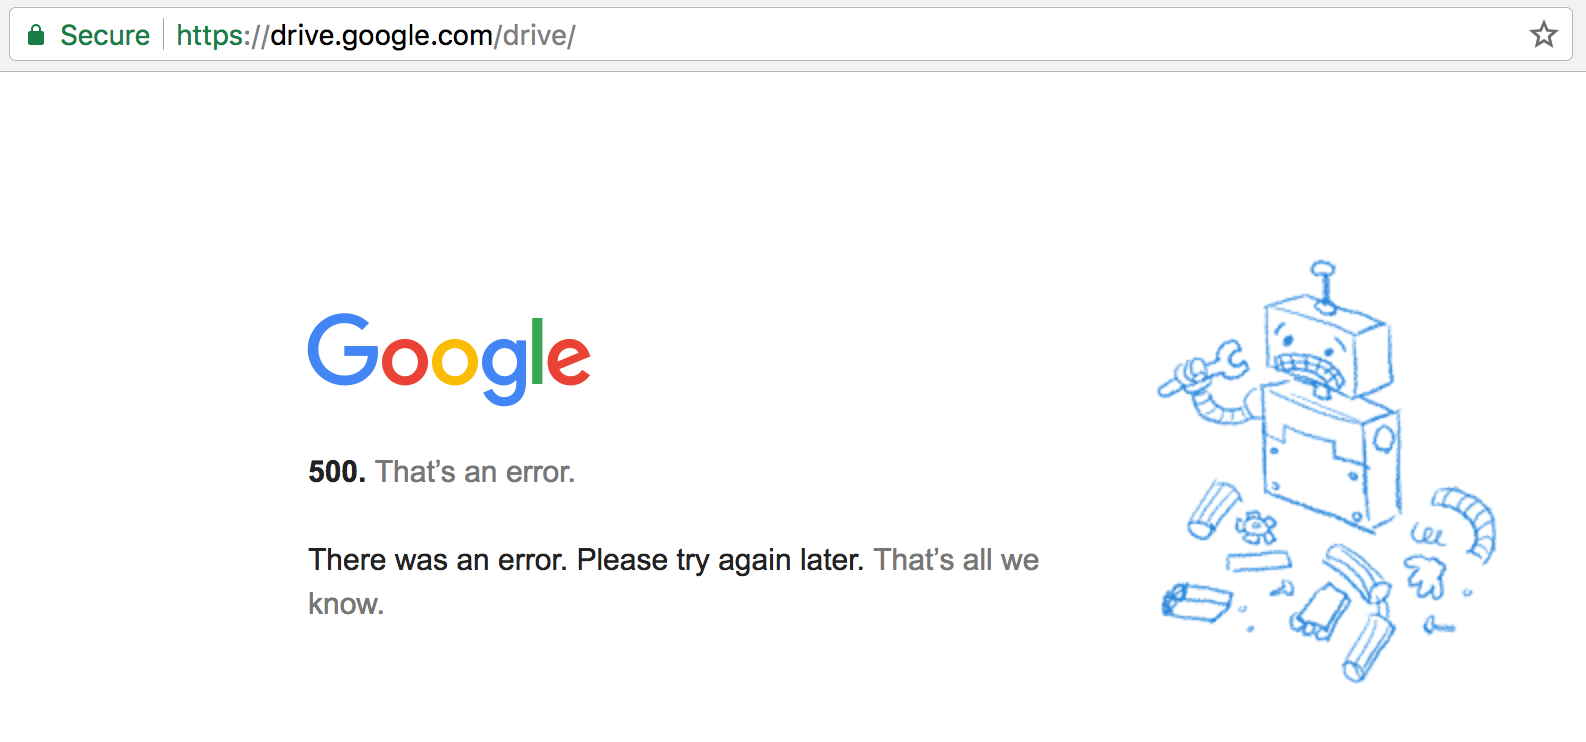 Secure https://drive.google.com/drive/
Google
500. That’s an error.
There was an error. Please try again later. That’s all we
know.